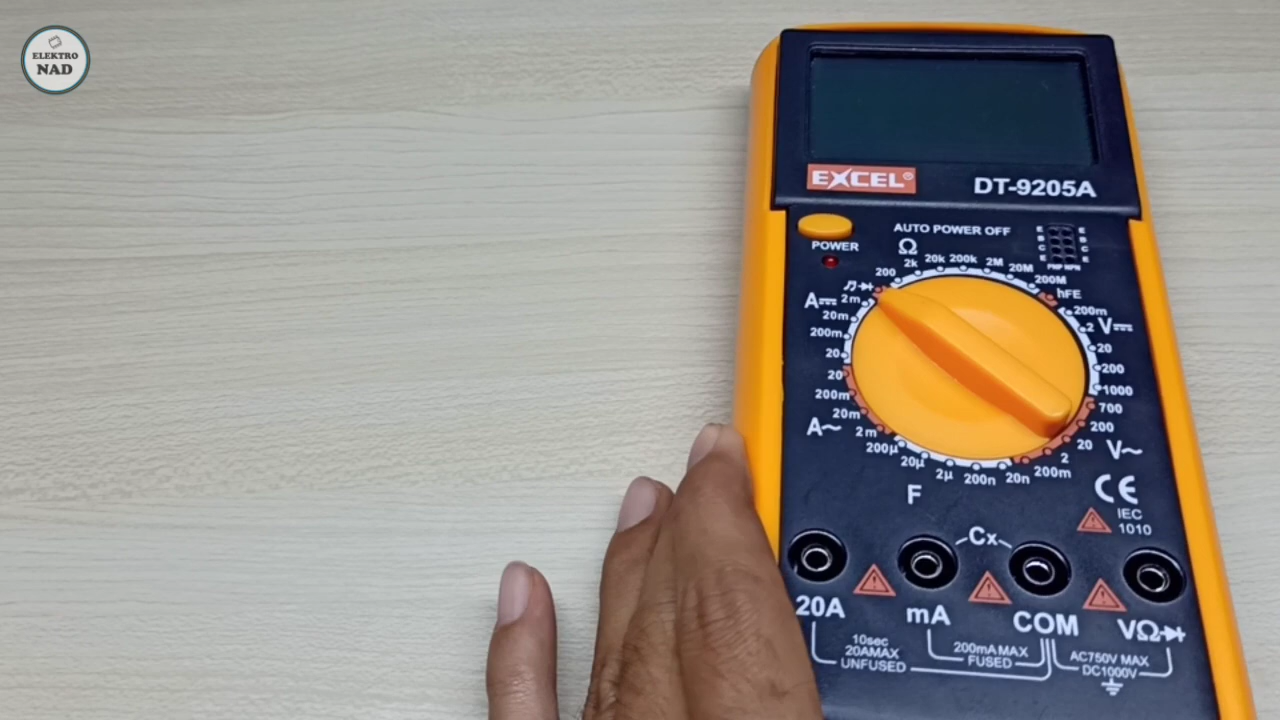 ELEKTRO
NAD
EXCEL®
DT-9205A
POWER
AUTO POWER OFF
E
B
C
E
E
B
C
E
PNP NPN
Ω
200
2k
20k
200k
2M
20M
200M
hFE
A⎓
2m
20m
200m
20
20
200m
20m
2m
A~
200µ
20µ
2µ
200n
20n
F
200m
2
20
200
700
V~
200m
2
20
200
1000
V⎓
CE
IEC
1010
Cx
20A
mA
COM
VΩ
10sec
20AMAX
UNFUSED
200mA MAX
FUSED
AC750V MAX
DC1000V